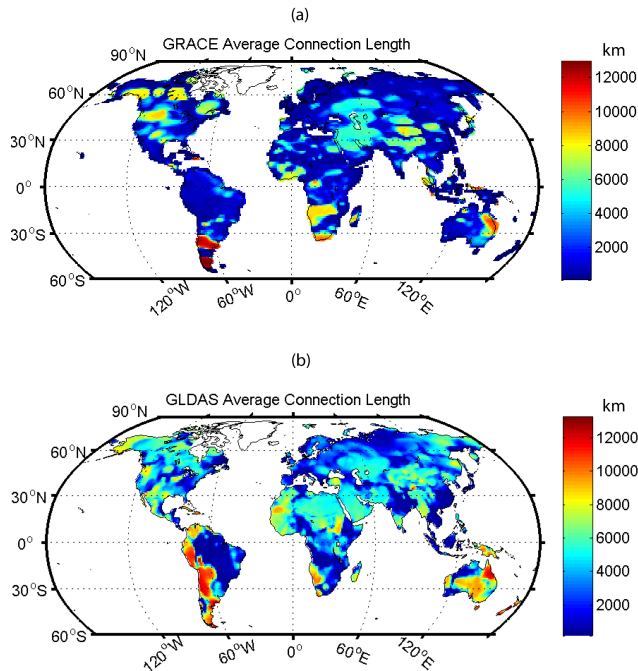 (a)
GRACE Average Connection Length
90°N
60°N
30°N
0°
30°S
60°S
120°W
60°W
0°
60°E
120°E
km
12000
10000
8000
6000
4000
2000
(b)
GLDAS Average Connection Length
90°N
60°N
30°N
0°
30°S
60°S
120°W
60°W
0°
60°E
120°E
km
12000
10000
8000
6000
4000
2000